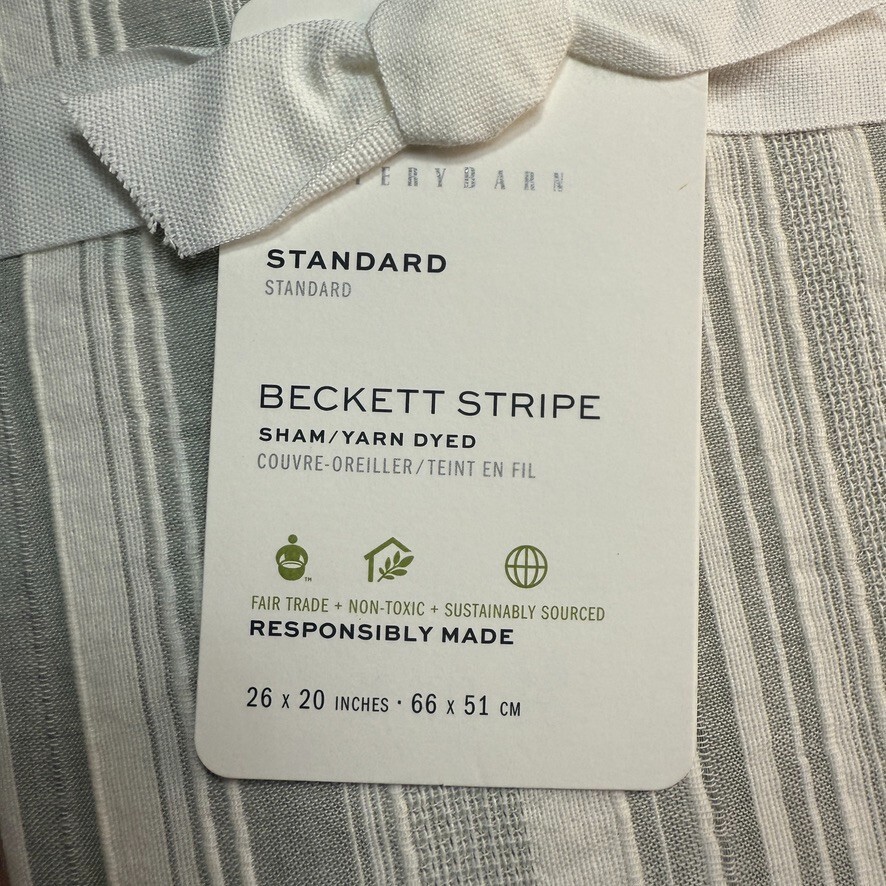 STANDARD
STANDARD
BECKETT STRIPE
SHAM/YARN DYED
COUVRE-OREILLER/TEINT EN FIL
TM
FAIR TRADE + NON-TOXIC + SUSTAINABLY SOURCED
RESPONSIBLY MADE
26 x 20 INCHES · 66 x 51 CM